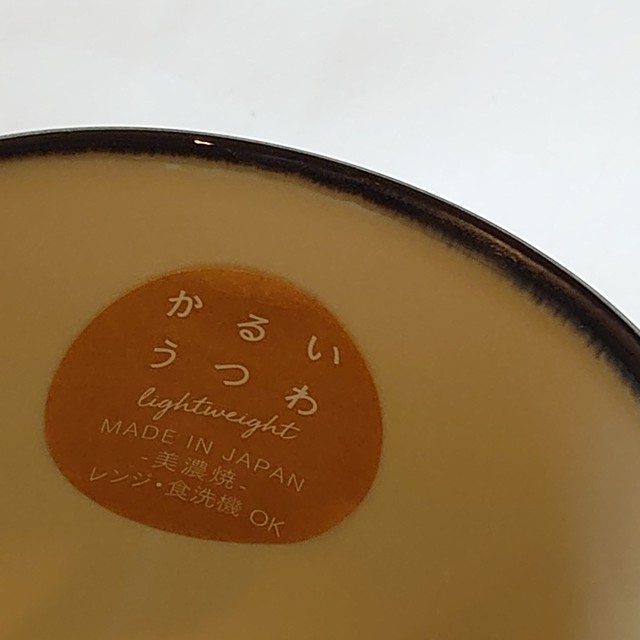 かるい
うつわ
lightweight
MADE IN JAPAN
-美濃焼-
レンジ・食洗機 OK